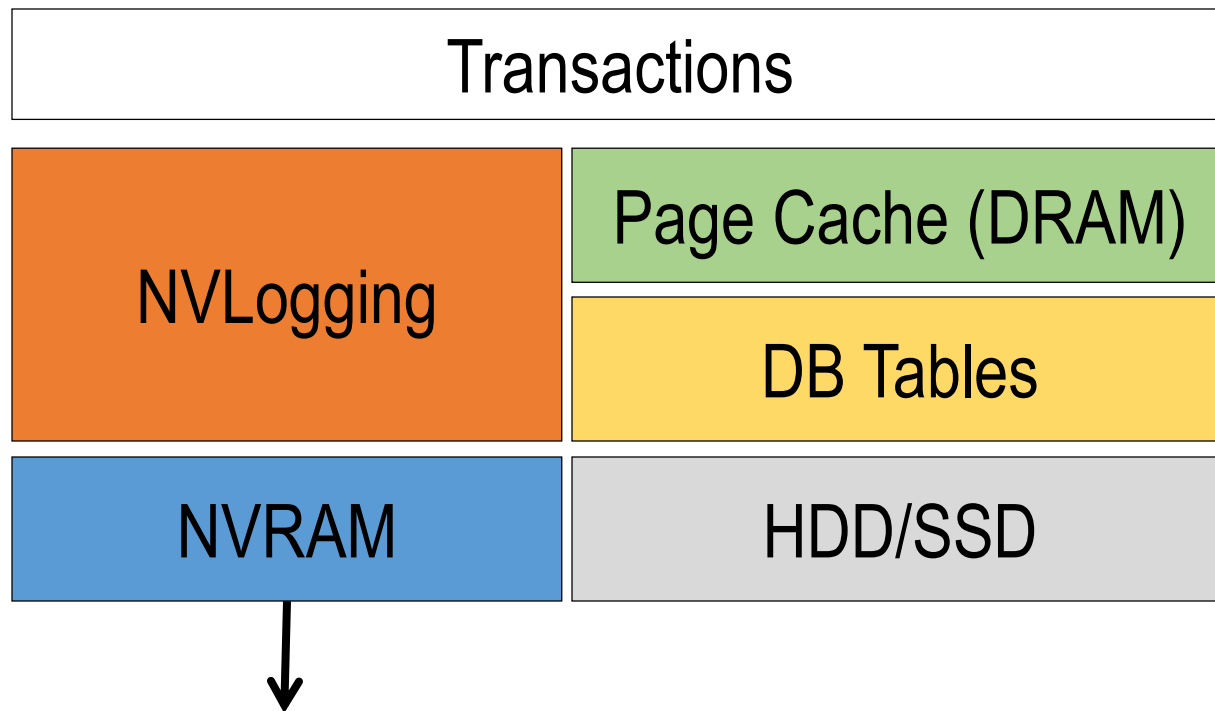 Transactions
NVLogging
Page Cache (DRAM)
DB Tables
NVRAM
HDD/SSD